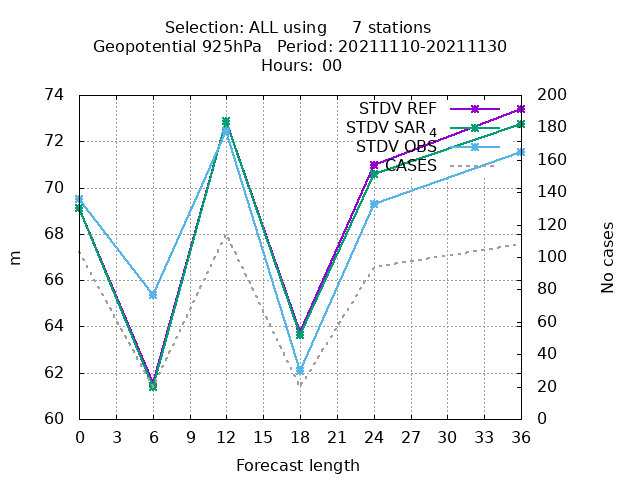 Selection: ALL using     7 stations
Geopotential 925hPa   Period: 20211110-20211130
Hours: 00
74
72
70
68
66
64
62
60
m
200
180
160
140
120
100
80
60
40
20
0
No cases
STDV REF
STDV SAR4
STDV OBS
CASES
0 3 6 9 12 15 18 21 24 27 30 33 36
Forecast length